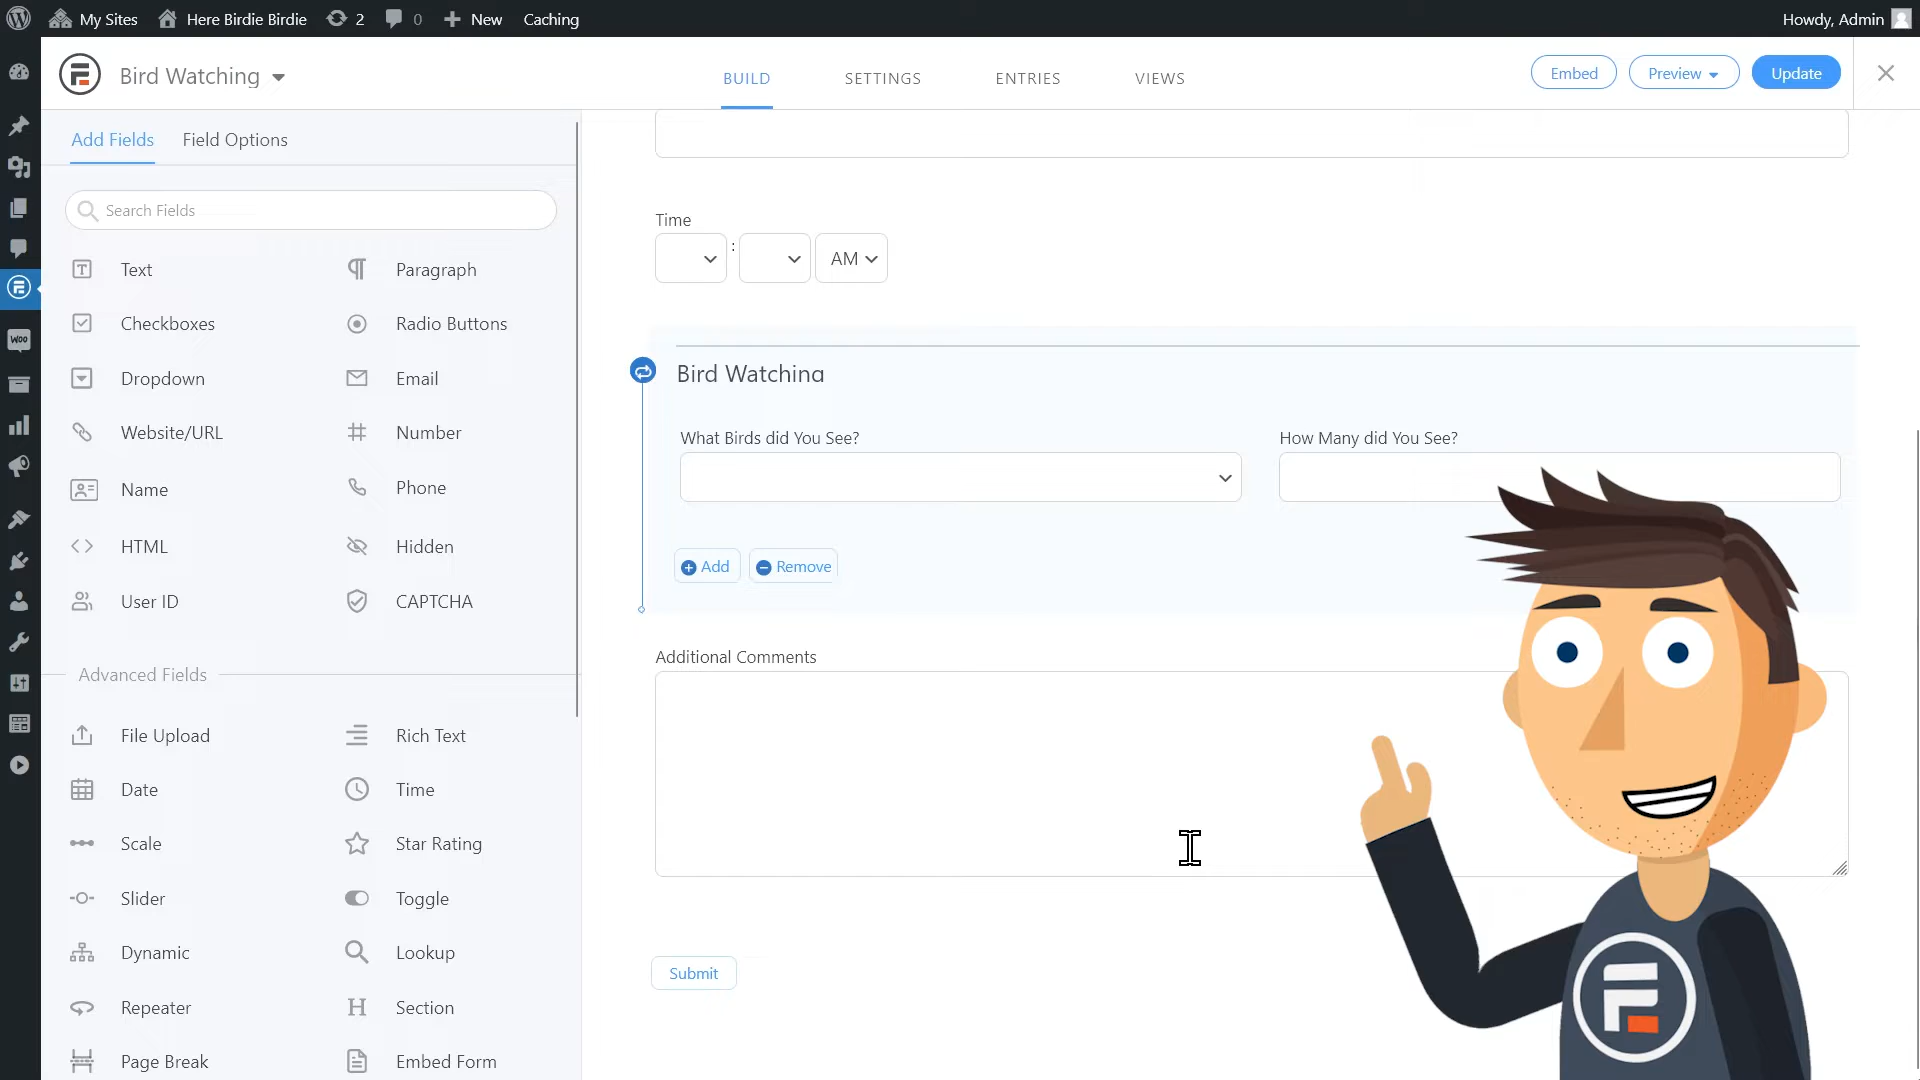 My Sites
Here Birdie Birdie
2
0
New
Caching
Howdy, Admin
Bird Watching
BUILD
SETTINGS
ENTRIES
VIEWS
Embed
Preview
Update
Add Fields
Field Options
Search Fields
Text
Paragraph
Checkboxes
Radio Buttons
Dropdown
Email
Website/URL
Number
Name
Phone
HTML
Hidden
User ID
CAPTCHA
Advanced Fields
File Upload
Rich Text
Date
Time
Scale
Star Rating
Slider
Toggle
Dynamic
Lookup
Repeater
Section
Page Break
Embed Form
Time
:
AM
Bird Watching
What Birds did You See?
How Many did You See?
Add
Remove
Additional Comments
Submit
Woo